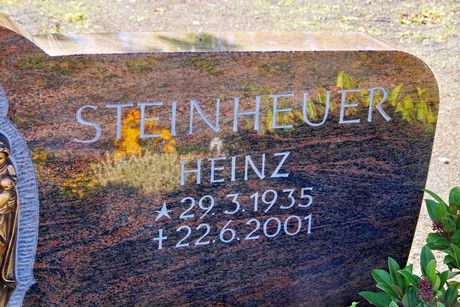 STEINHEUER
HEINZ
☆ 29.3.1935
✝ 22.6.2001